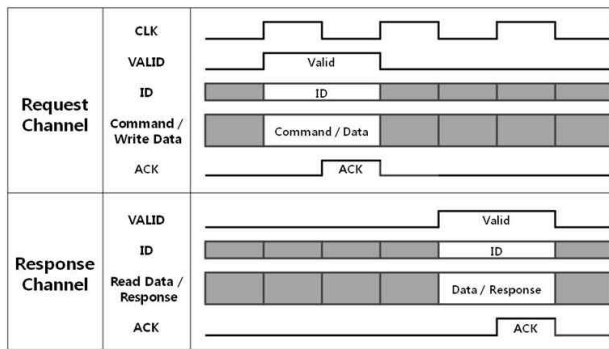 CLK
VALID
Valid
ID
ID
Request
Channel
Command /
Write Data
Command / Data
ACK
ACK
VALID
Valid
ID
ID
Response
Channel
Read Data /
Response
Data / Response
ACK
ACK